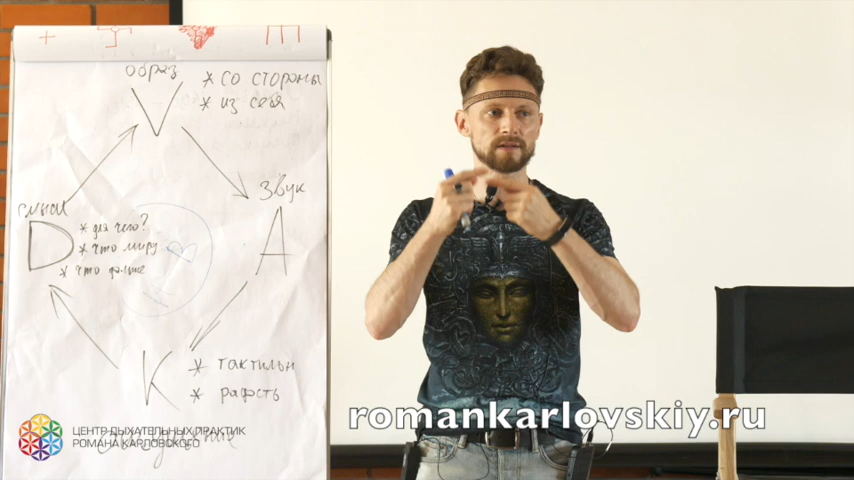 образ
* со стороны
* из себя
V
звук
A
смысл
D
* для чего?
* что миру
* что дальше
K
* тактильн
* радость
ЦЕНТР ДЫХАТЕЛЬНЫХ ПРАКТИК
РОМАНА КАРЛОВСКОГО
romankarlovskiy.ru